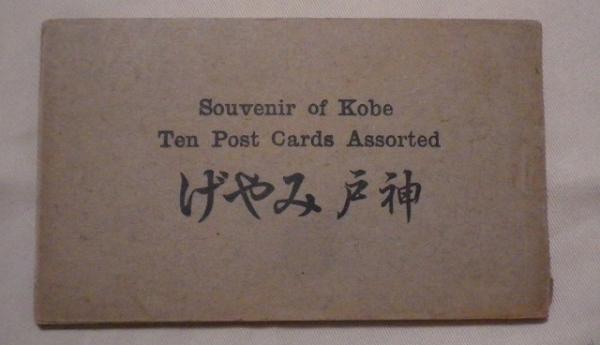 Souvenir of Kobe
Ten Post Cards Assorted
神戸みやげ